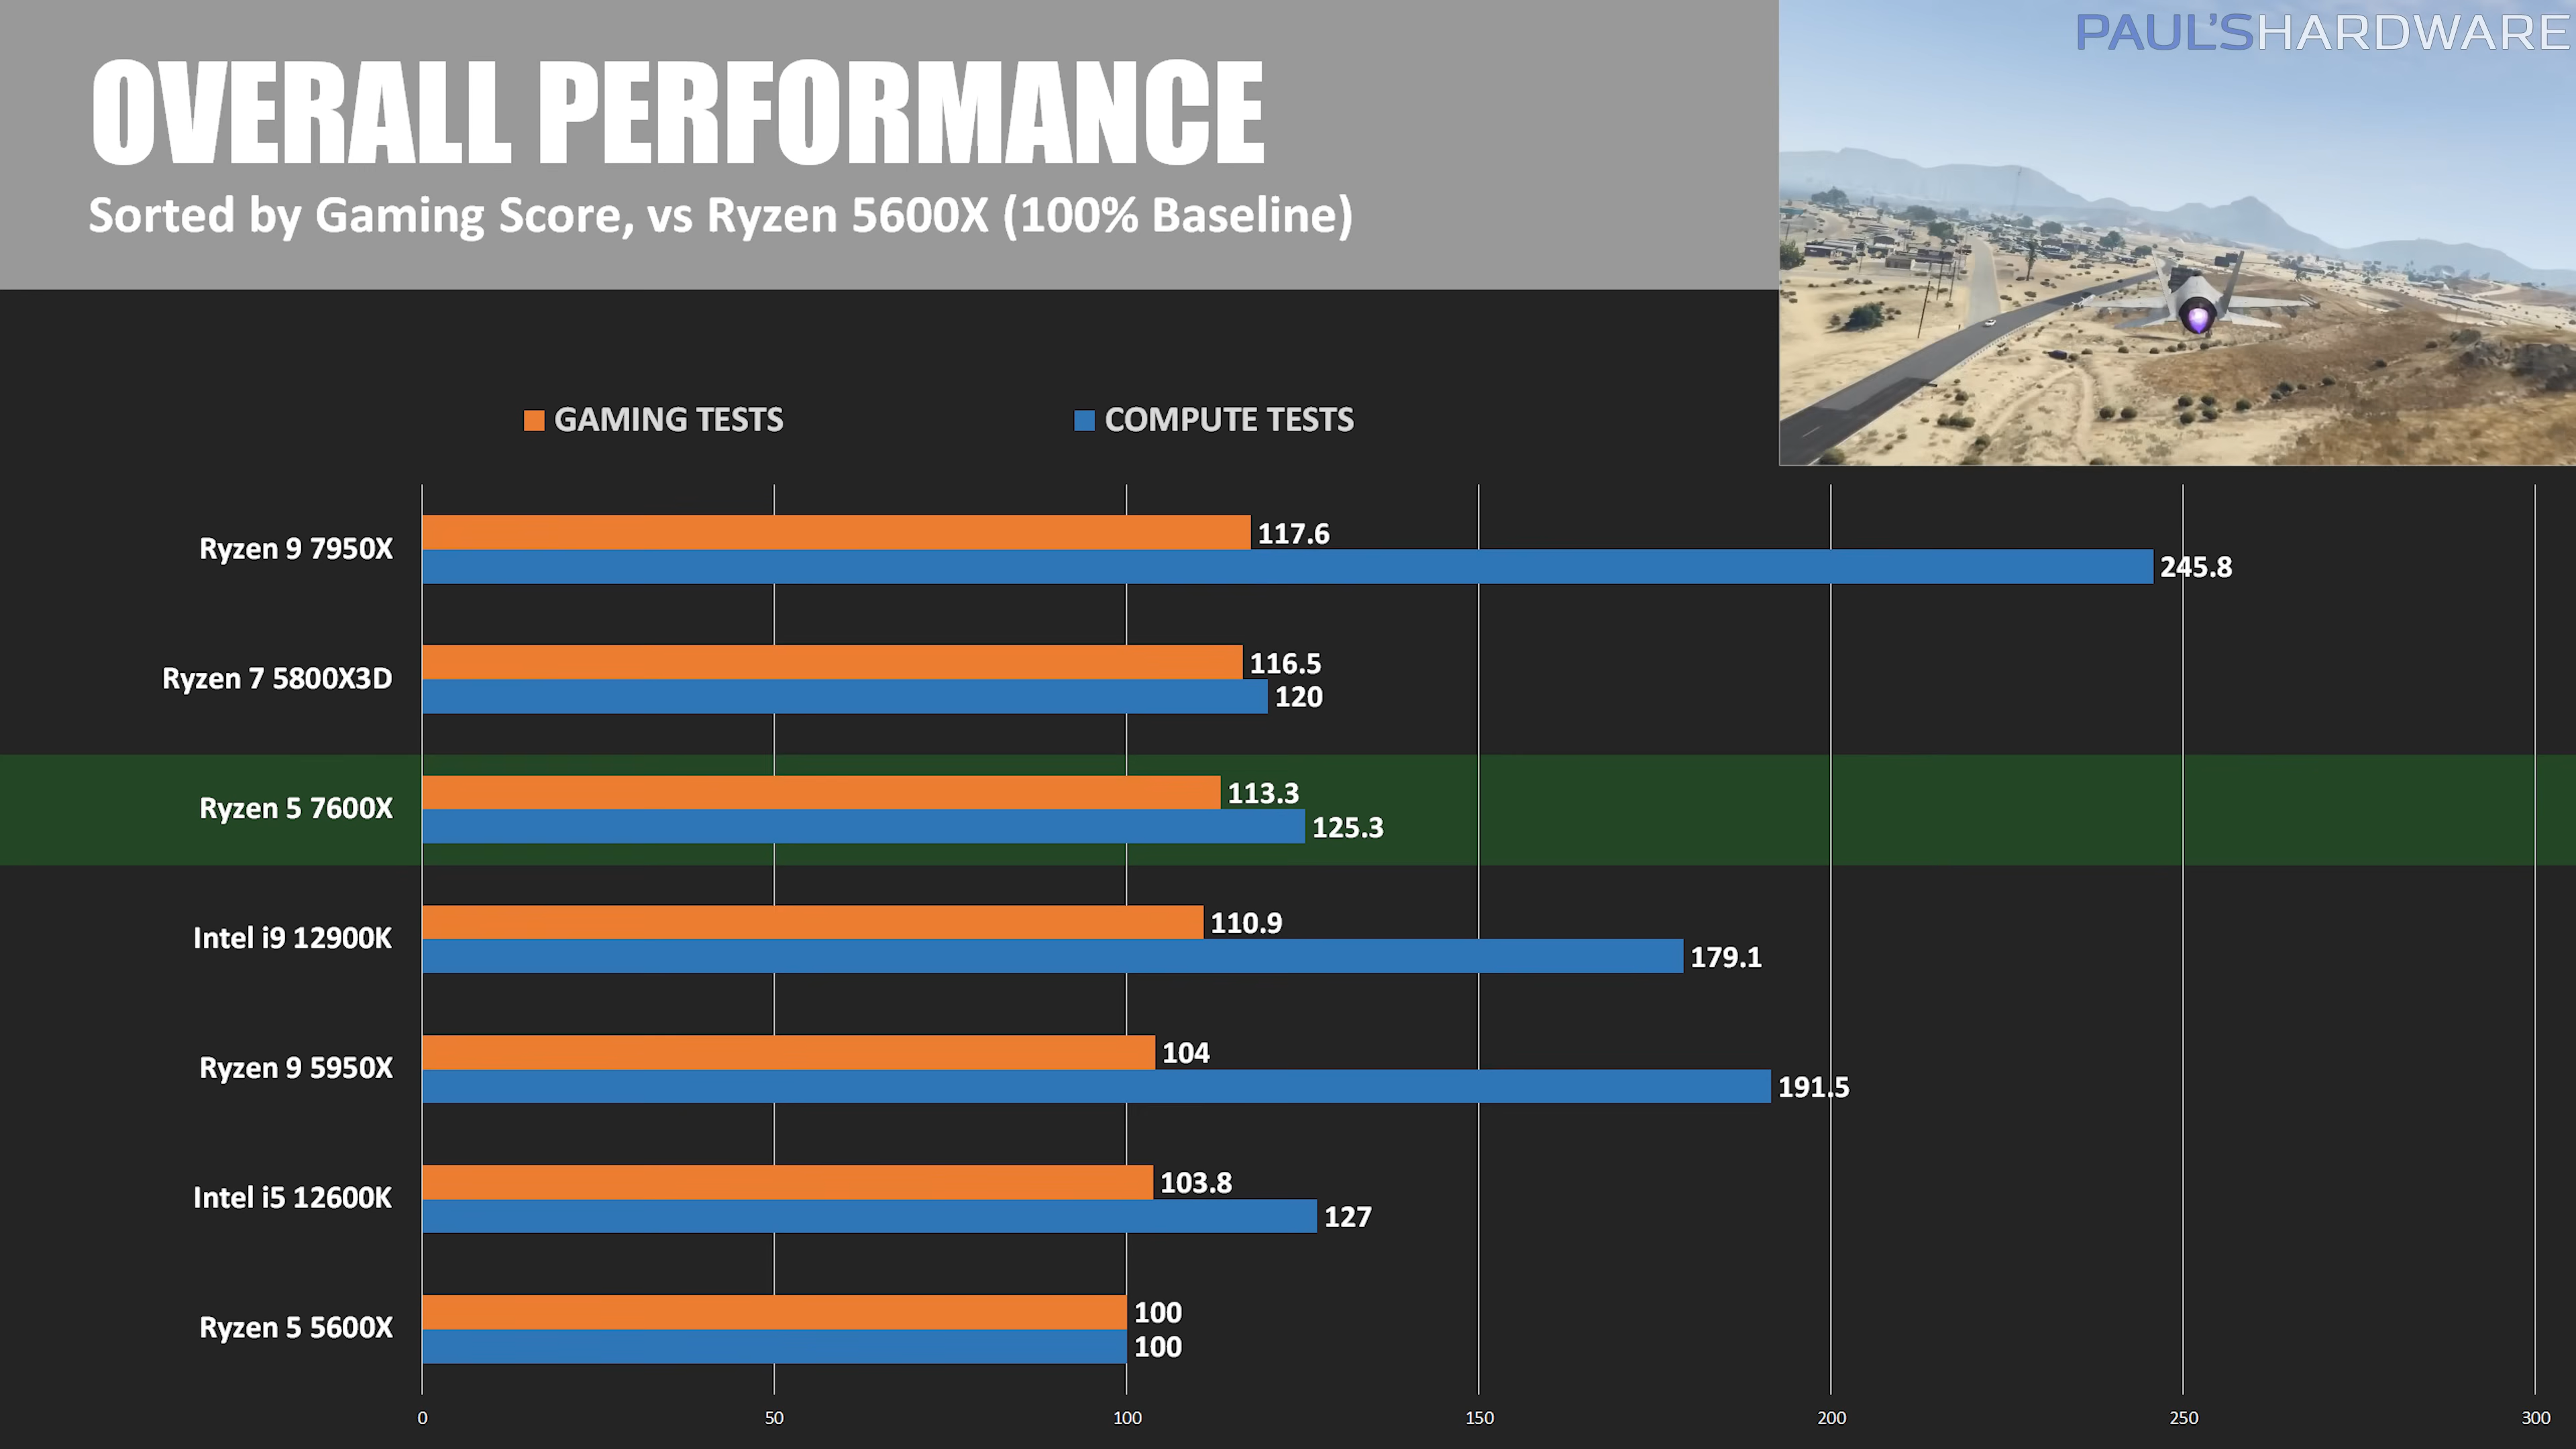 PAUL'SHARDWARE
OVERALL PERFORMANCE
Sorted by Gaming Score, vs Ryzen 5600X (100% Baseline)
GAMING TESTS
COMPUTE TESTS
Ryzen 9 7950X
117.6
245.8
Ryzen 7 5800X3D
116.5
120
Ryzen 5 7600X
113.3
125.3
Intel i9 12900K
110.9
179.1
Ryzen 9 5950X
104
191.5
Intel i5 12600K
103.8
127
Ryzen 5 5600X
100
100
0 50 100 150 200 250 300